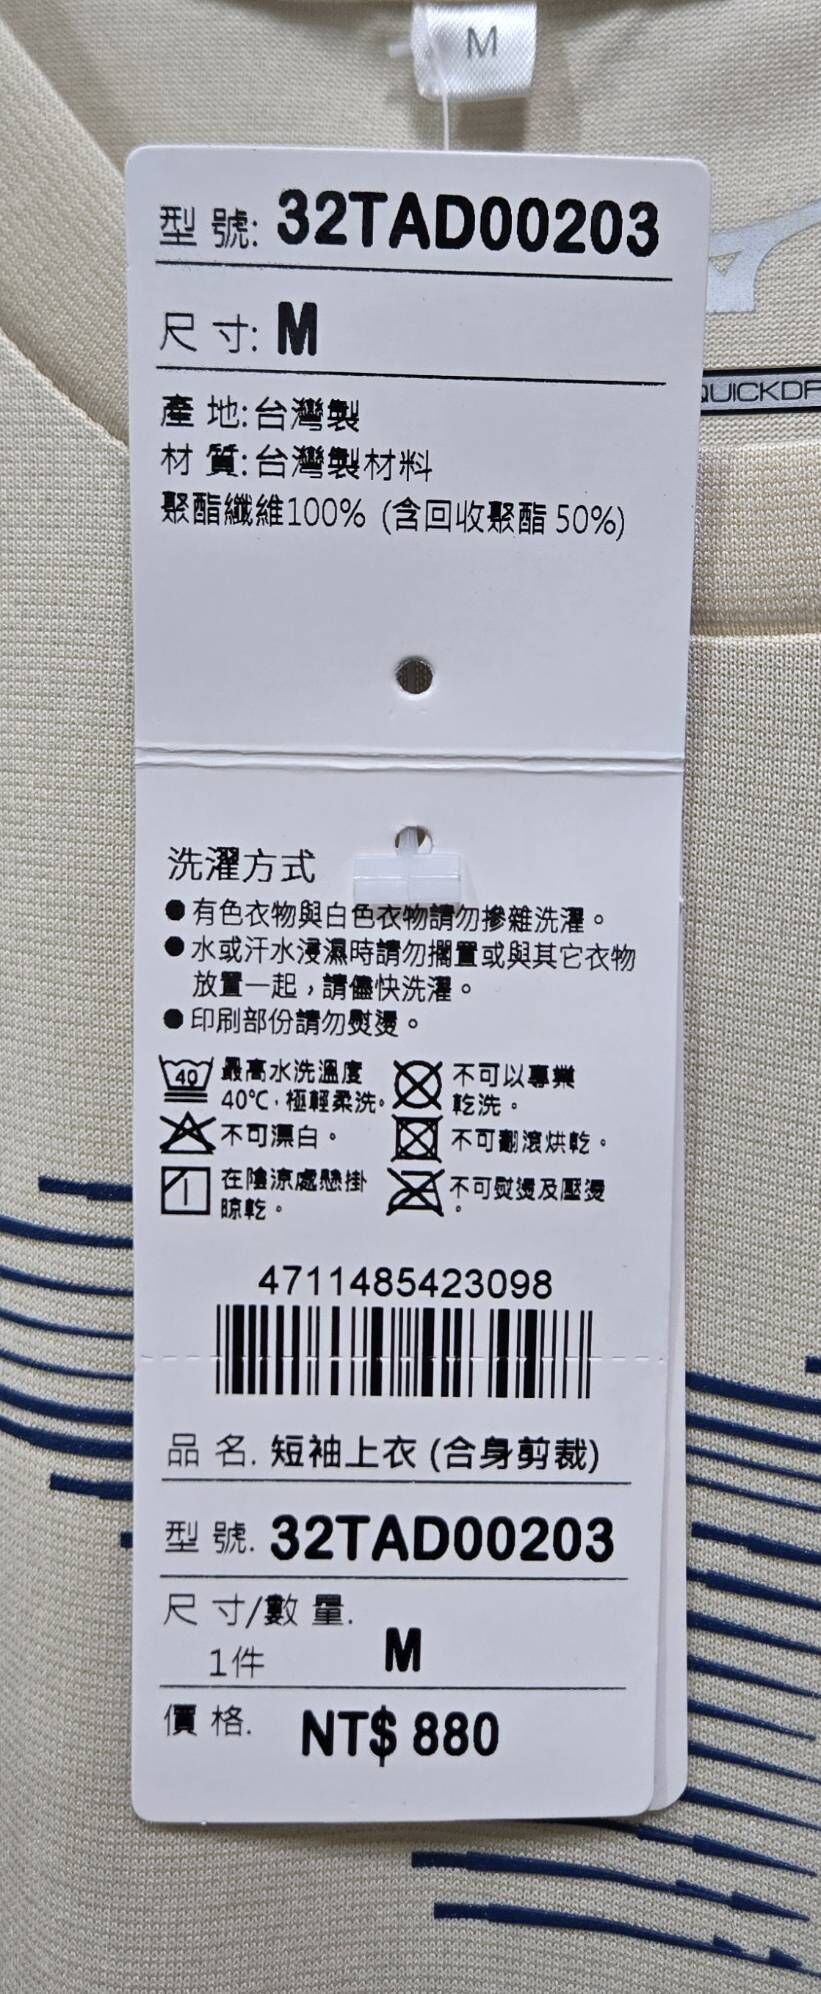 M
型 號: 32TAD00203
尺 寸: M
QUICKDR
產 地:台灣製
材 質:台灣製材料
聚酯纖維100% (含回收聚酯 50%)
洗濯方式
●有色衣物與白色衣物請勿摻雜洗濯。
●水或汗水浸濕時請勿擱置或與其它衣物
放置一起，請儘快洗濯。
●印刷部份請勿熨燙。
40 最高水洗溫度
40℃，極輕柔洗。
不可以專業
乾洗。
不可漂白。
不可翻滾烘乾。
在陰涼處懸掛
晾乾。
不可熨燙及壓燙
。
4711485423098
品 名. 短袖上衣 (合身剪裁)
型 號. 32TAD00203
尺 寸/數 量.
1件 M
價 格. NT$ 880